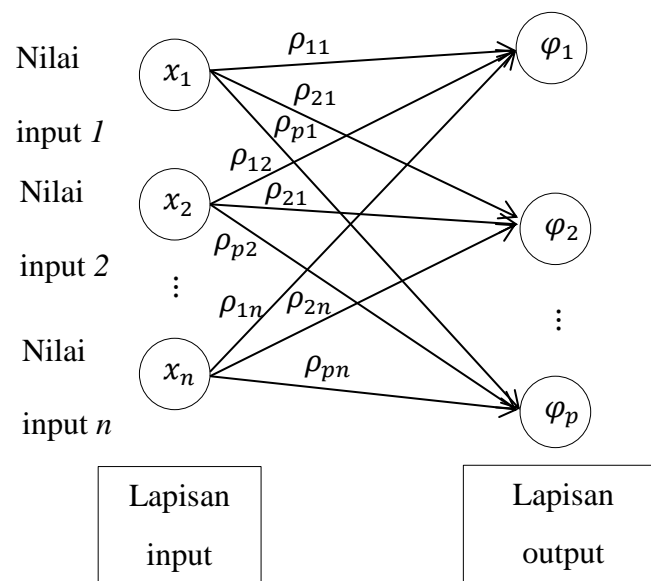 Nilai
input 1
x₁
ρ₁₁
φ₁
ρ₂₁
ρₚ₁
Nilai
input 2
x₂
ρ₁₂
ρ₂₁
φ₂
ρₚ₂
⋮
⋮
ρ₁ₙ
ρ₂ₙ
Nilai
input n
xₙ
ρₚₙ
φₚ
Lapisan
input
Lapisan
output